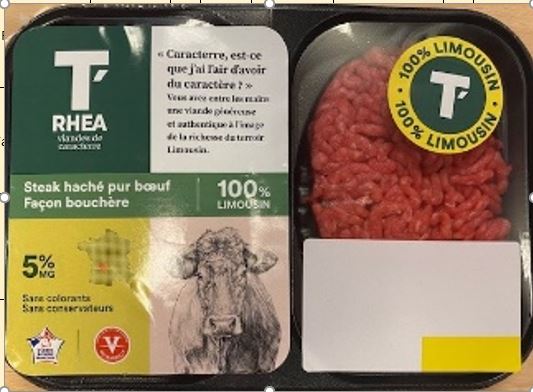 T'
RHEA
viandes de
caracterre
« Caracterre, est-ce
que j'ai l'air d'avoir
du caractère ? »
Vous avez entre les mains
une viande généreuse
et authentique à l'image
de la richesse du terroir
Limousin.
Steak haché pur bœuf
Façon bouchère
100%
LIMOUSIN
5%
MG
Sans colorants
Sans conservateurs
V
100% LIMOUSIN
T'
100% LIMOUSIN